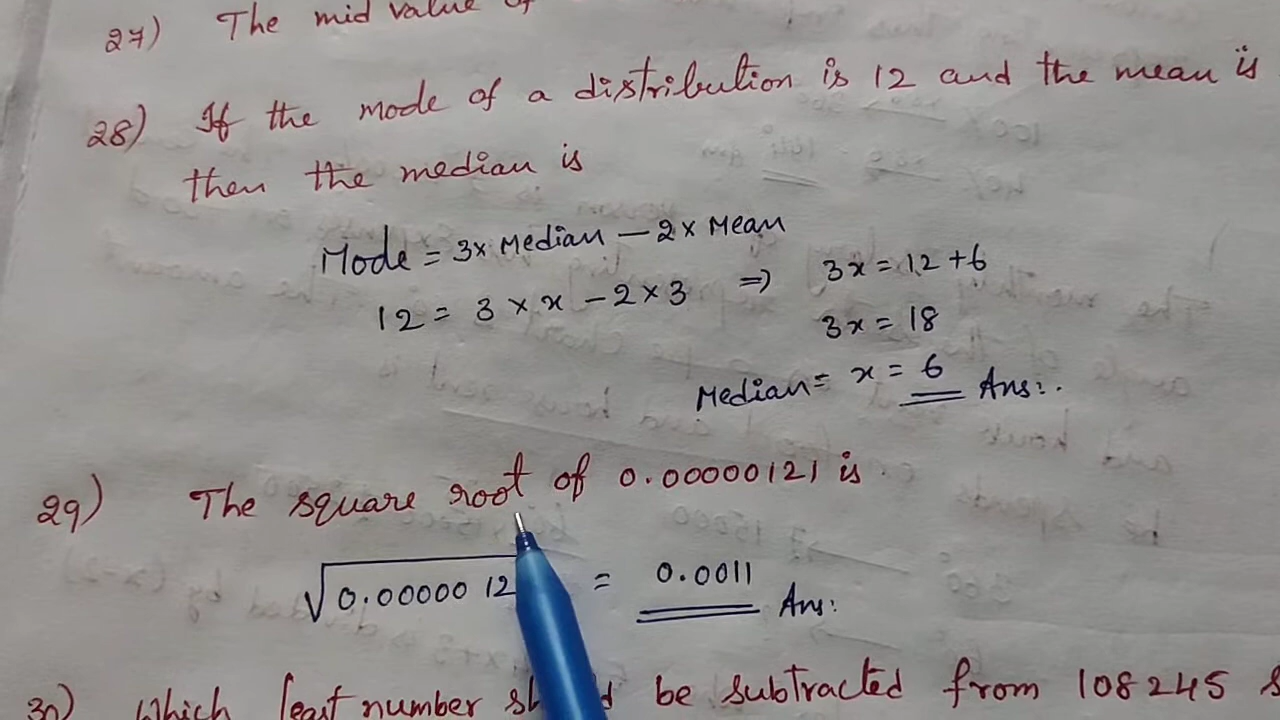 27) The mid value of
28) If the mode of a distribution is 12 and the mean is
then the median is
Mode = 3x Median — 2x Mean
12 = 3 × x - 2×3 ⇒ 3x = 12 +6
3x = 18
Median = x = 6 Ans:.
29) The square root of 0.00000121 is.
√0.00000 12 = 0.0011 Ans:
30) Which least number be subtracted from 108245